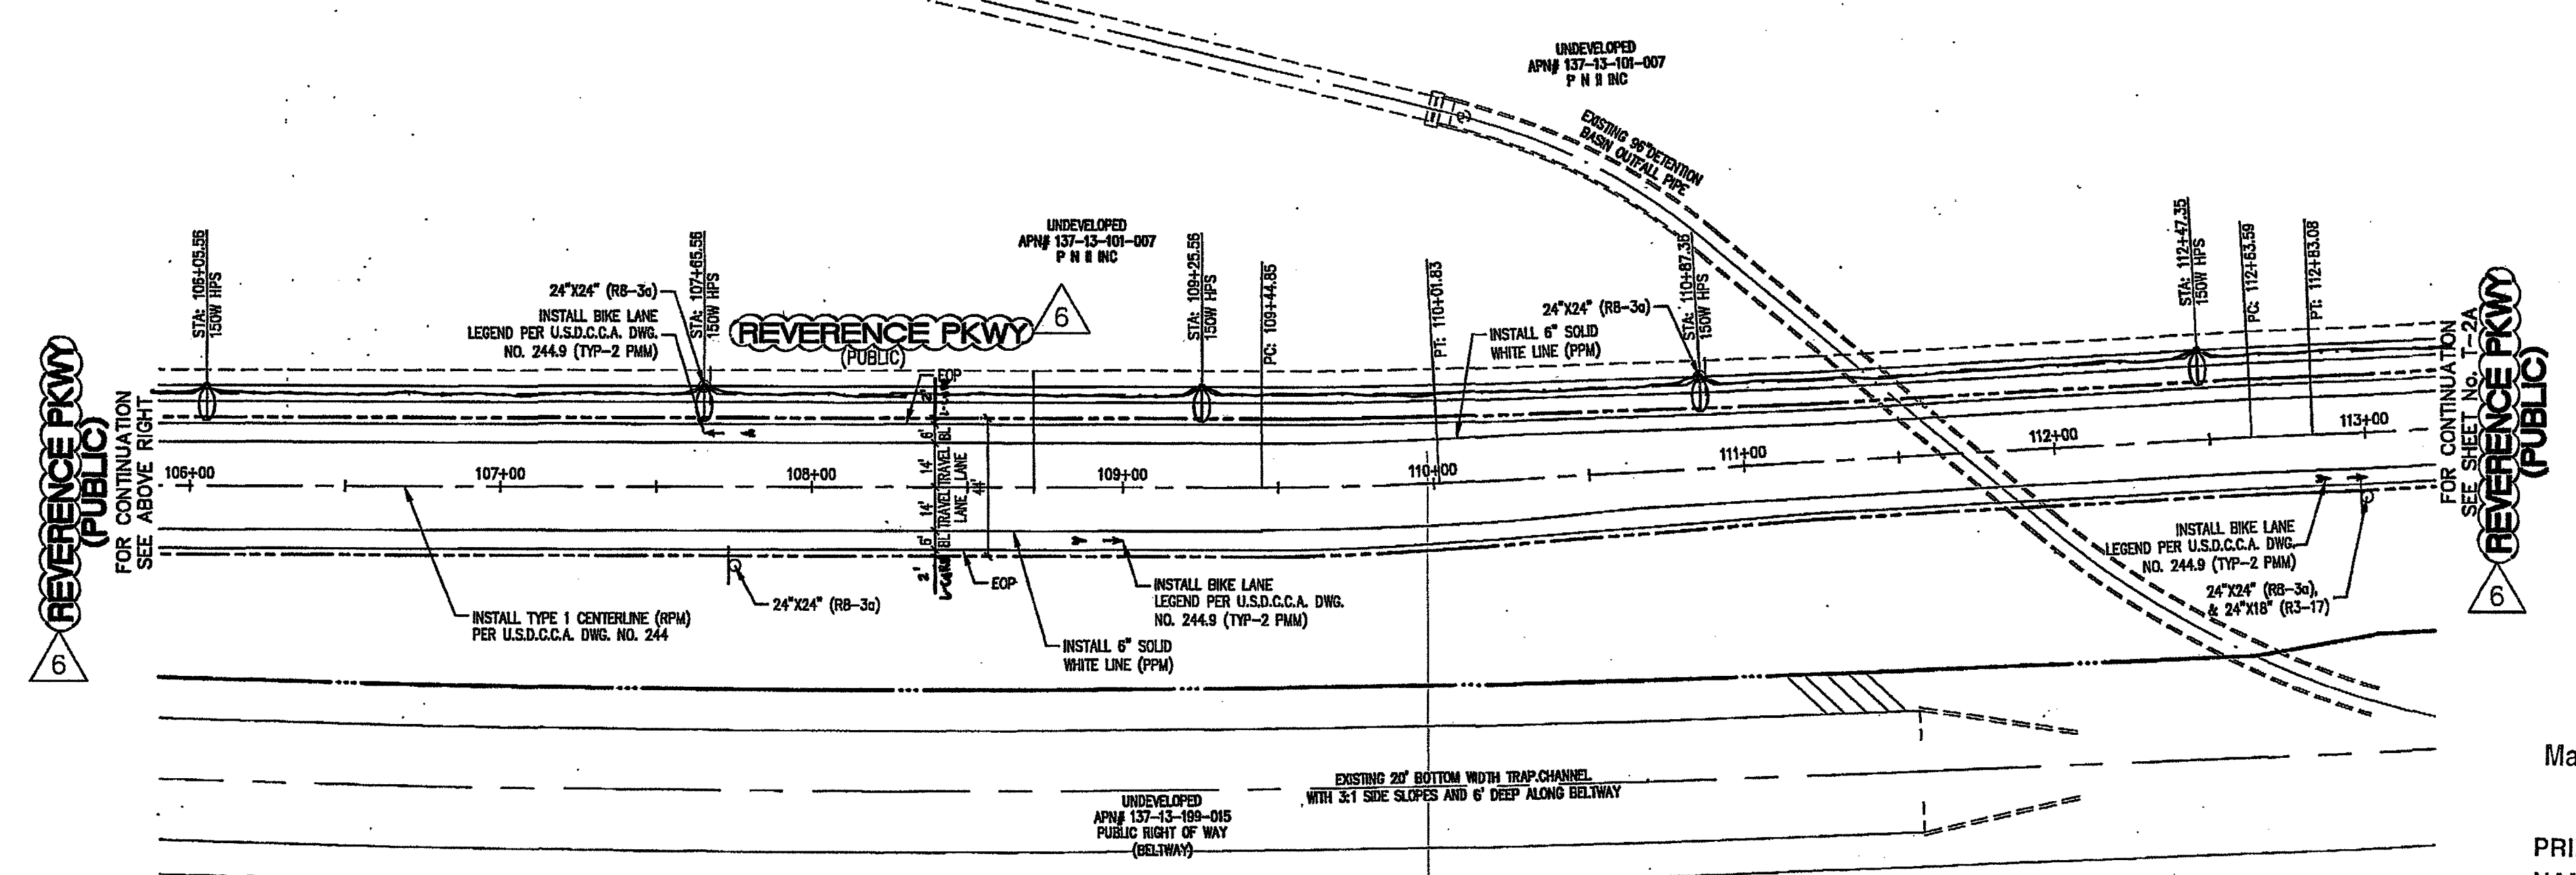 UNDEVELOPED
APN# 137-13-101-007
P N II INC
EXISTING 96" DETENTION
BASIN OUTFALL PIPE
UNDEVELOPED
APN# 137-13-101-007
P N II INC
STA: 106+05.56
150W HPS
STA: 107+65.56
150W HPS
STA: 109+25.56
150W HPS
PC: 109+44.85
PT: 110+01.83
STA: 110+87.36
150W HPS
STA: 112+47.35
150W HPS
PC: 112+63.59
PT: 112+83.08
24"X24" (R8-3a)
INSTALL BIKE LANE
LEGEND PER U.S.D.C.C.A. DWG.
NO. 244.9 (TYP-2 PMM)
REVERENCE PKWY
(PUBLIC)
6
24"X24" (R8-3a)
INSTALL 6" SOLID
WHITE LINE (PPM)
REVERENCE PKWY
(PUBLIC)
6
FOR CONTINUATION
SEE ABOVE RIGHT
EOP
2'
6'
BL
14'
TRAVEL
LANE
14'
TRAVEL
LANE
6'
BL
2'
44'
106+00
107+00
108+00
109+00
110+00
111+00
112+00
113+00
FOR CONTINUATION
SEE SHEET No. T-2A
REVERENCE PKWY
(PUBLIC)
6
EOP
24"X24" (R8-3a)
INSTALL TYPE 1 CENTERLINE (RPM)
PER U.S.D.C.C.A. DWG. NO. 244
INSTALL BIKE LANE
LEGEND PER U.S.D.C.C.A. DWG.
NO. 244.9 (TYP-2 PMM)
INSTALL 6" SOLID
WHITE LINE (PPM)
INSTALL BIKE LANE
LEGEND PER U.S.D.C.C.A. DWG.
NO. 244.9 (TYP-2 PMM)
24"X24" (R8-3a),
& 24"X18" (R3-17)
EXISTING 20' BOTTOM WIDTH TRAP.CHANNEL
WITH 3:1 SIDE SLOPES AND 6' DEEP ALONG BELTWAY
UNDEVELOPED
APN# 137-13-199-015
PUBLIC RIGHT OF WAY
(BELTWAY)
Ma
PRI